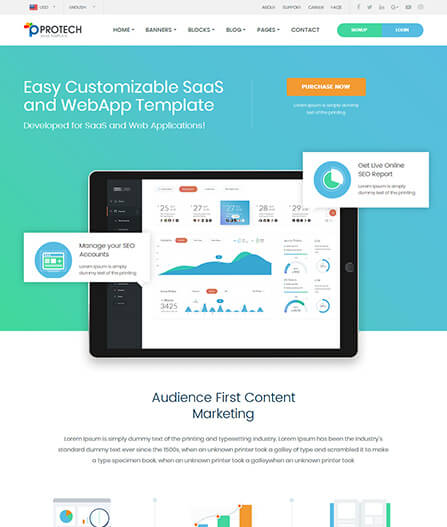 USD ENGLISH ABOUT SUPPORT CAREER FAQS
PROTECH
HOME BANNERS BLOCKS BLOG PAGES CONTACT SIGNUP LOGIN
Easy Customizable SaaS
and WebApp Template
Developed for SaaS and Web Applications!
PURCHASE NOW
Lorem Ipsum is simply dummy
text of the printing
Get Live Online
SEO Report
Lorem Ipsum is simply
dummy text of the printing
Manage your SEO
Accounts
Lorem Ipsum is simply
dummy text of the printing
25
28
27
29
3425
Audience First Content
Marketing
Lorem Ipsum is simply dummy text of the printing and typesetting industry. Lorem Ipsum has been the industry's
standard dummy text ever since the 1500s, when an unknown printer took a galley of type and scrambled it to make
a type specimen book. when an unknown printer took a galleywhen an unknown printer took